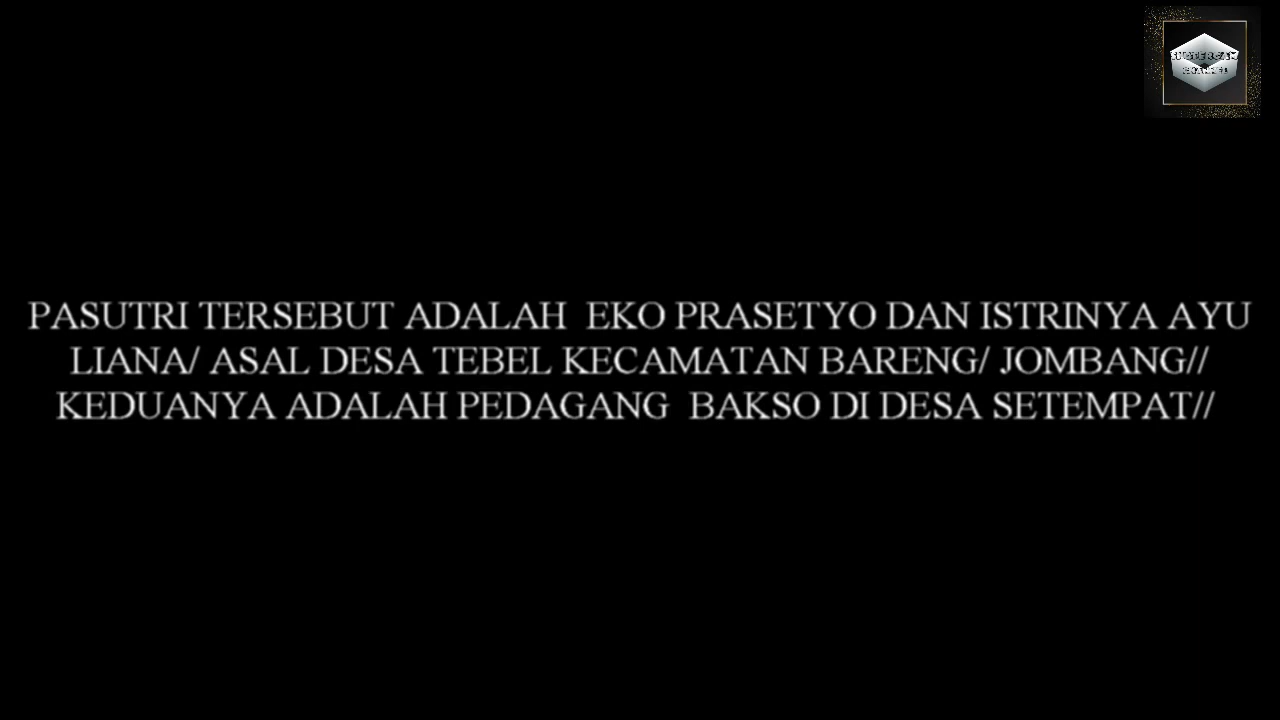 PASUTRI TERSEBUT ADALAH  EKO PRASETYO DAN ISTRINYA AYU
LIANA/ ASAL DESA TEBEL KECAMATAN BARENG/ JOMBANG//
KEDUANYA ADALAH PEDAGANG  BAKSO DI DESA SETEMPAT//